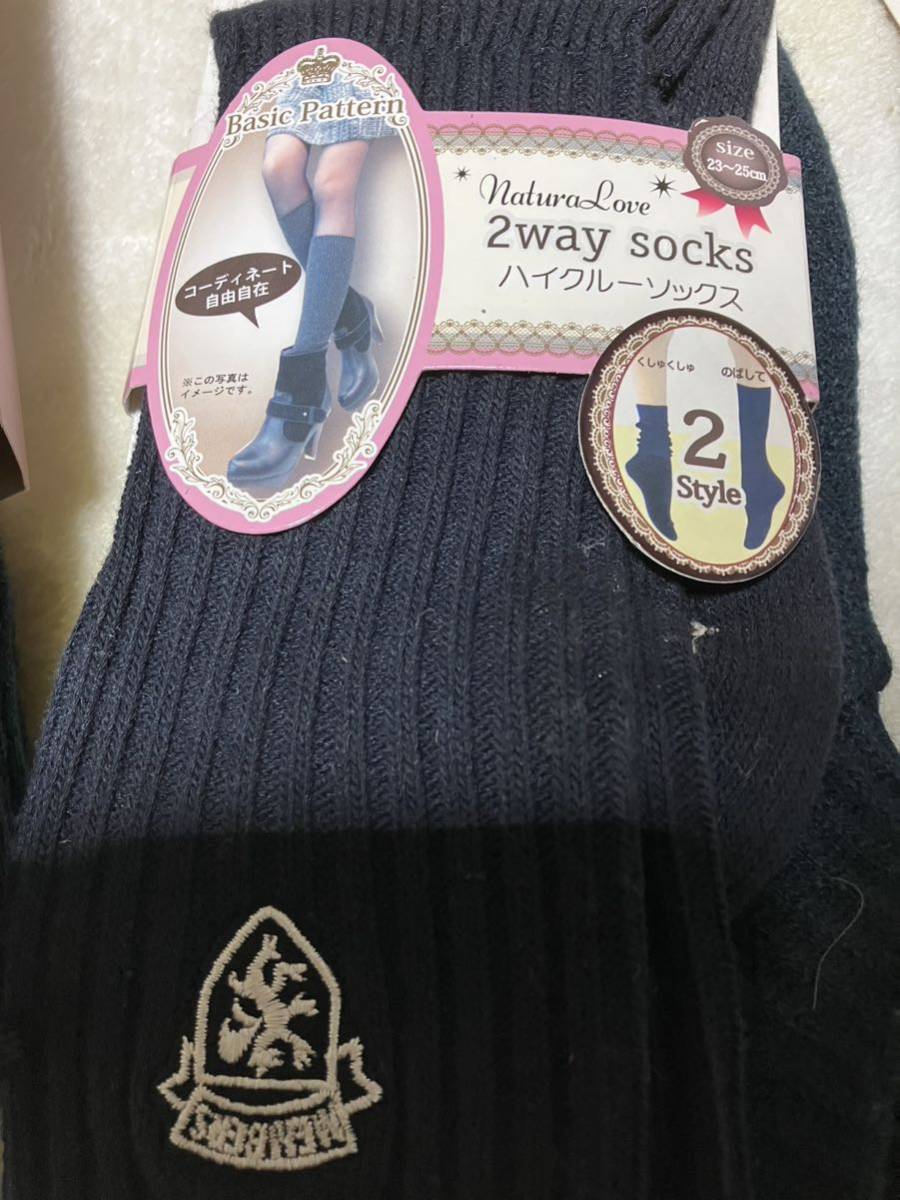 Basic Pattern
コーディネート
自由自在
※この写真は
イメージです。
size
23～25cm
NaturaLove
2way socks
ハイクルーソックス
くしゅくしゅ のばして
2
Style